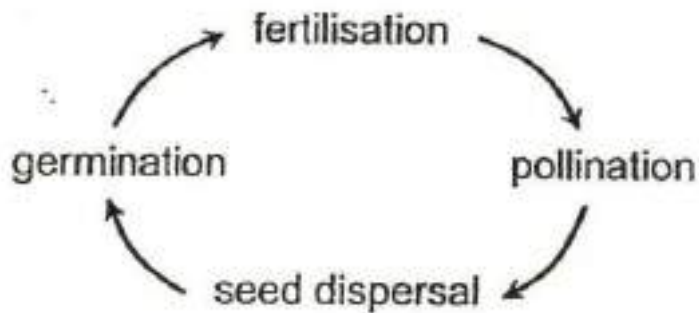 fertilisation
germination
pollination
seed dispersal